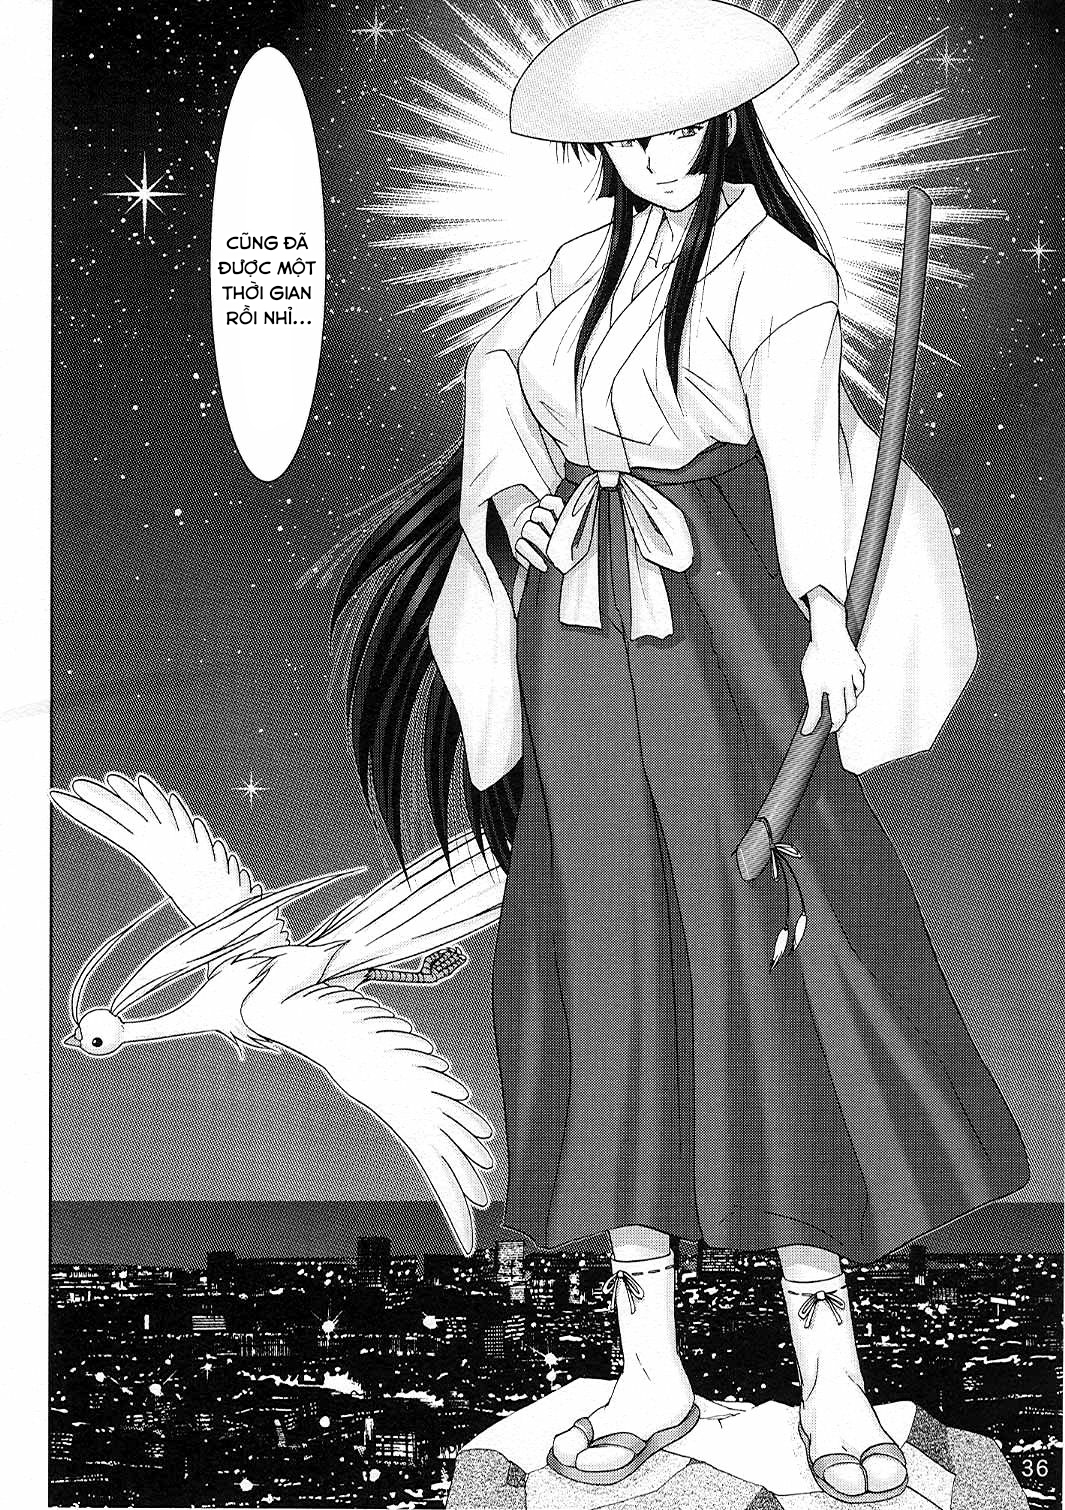 CŨNG ĐÃ
ĐƯỢC MỘT
THỜI GIAN
RỒI NHỈ...
36